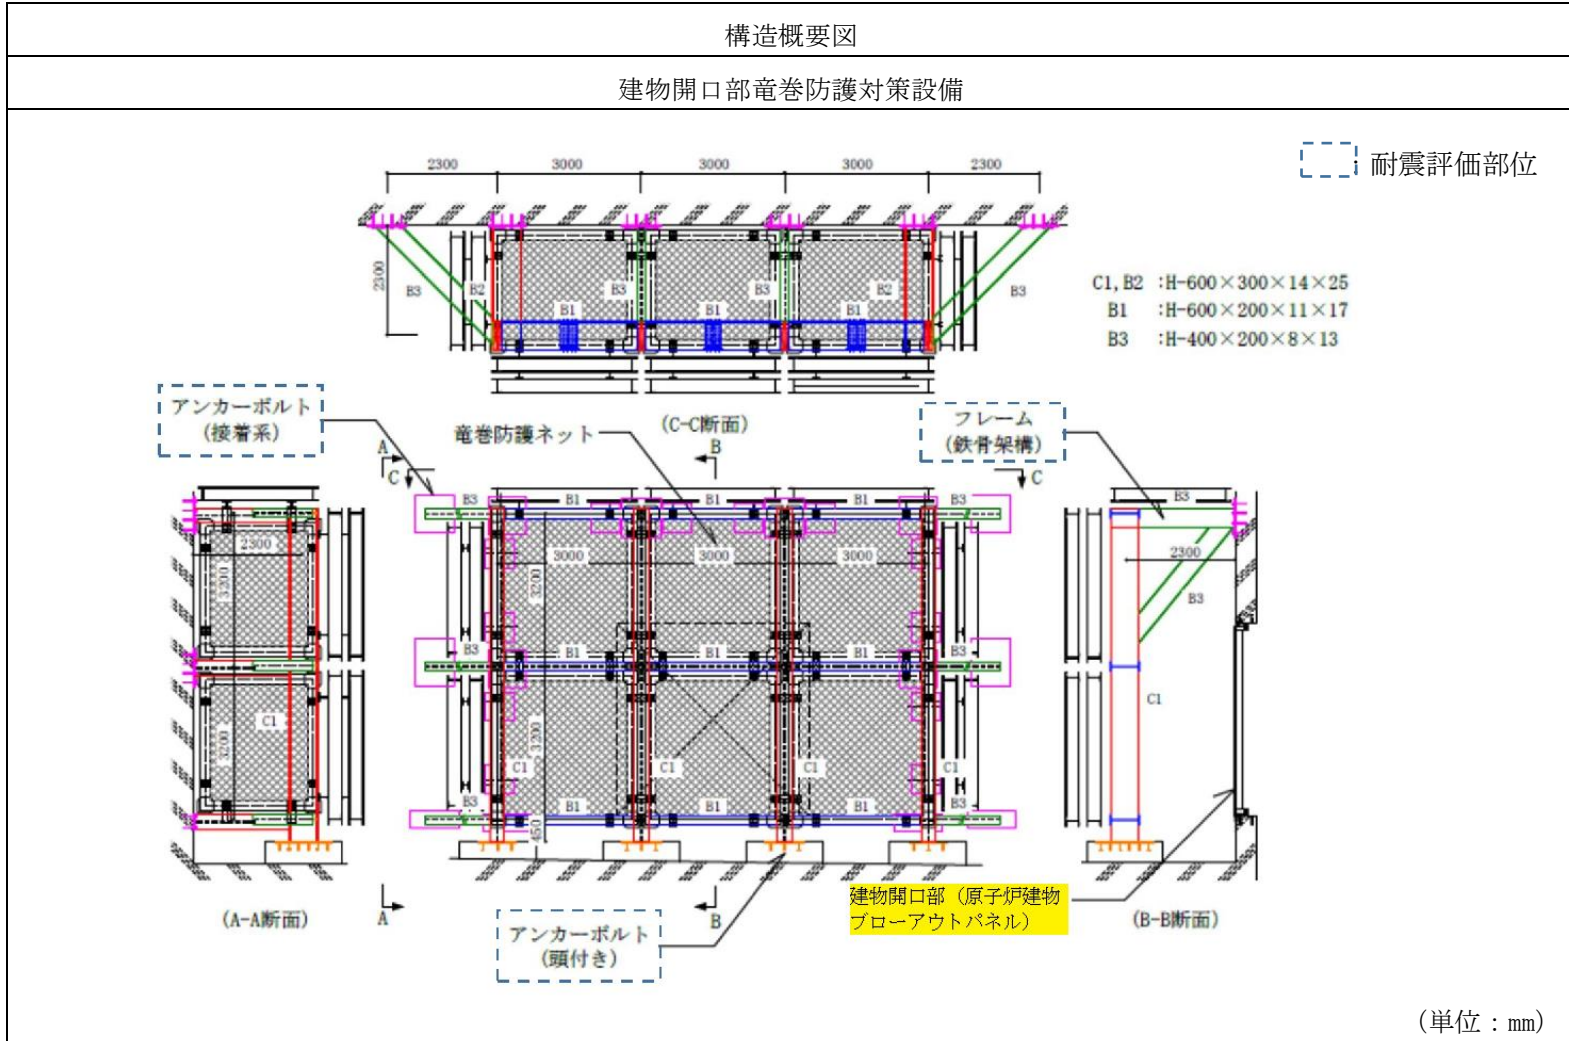 構造概要図
建物開口部竜巻防護対策設備
耐震評価部位
2300 3000 3000 3000 2300
2300
B3 B2 B3 B1 B1 B3 B1 B2 B3
C1, B2 :H-600×300×14×25
B1 :H-600×200×11×17
B3 :H-400×200×8×13
(C-C断面)
アンカーボルト
(接着系)
竜巻防護ネット
フレーム
(鉄骨架構)
A B
C C
B3 B1 B1 B1 B3
B3
2300
3200
3000 3000 3000
3200
2300
B3
B3 B1 B1 B1 B3
C1
3200
3200
C1 C1 C1 C1
C1
B3 B1 B1 B1 B3
450
(A-A断面)
A B
アンカーボルト
(頭付き)
建物開口部（原子炉建物
ブローアウトパネル）
(B-B断面)
(単位：mm)